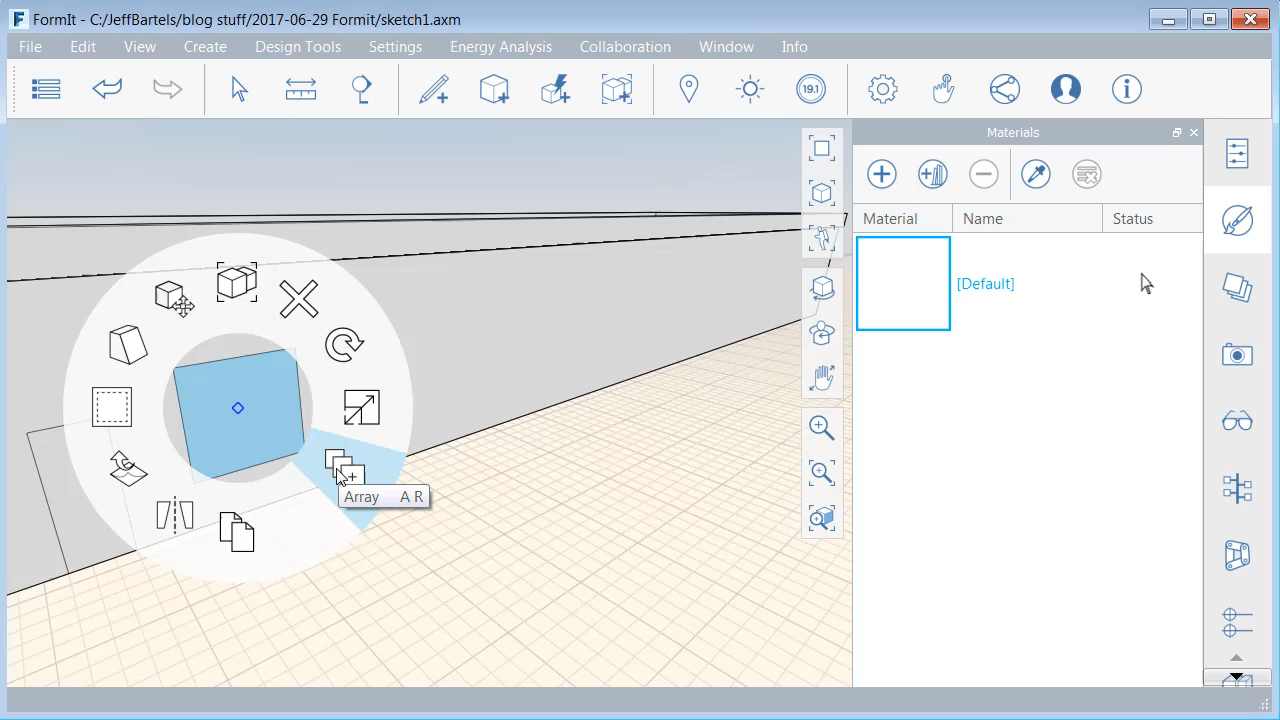 FormIt - C:/JeffBartels/blog stuff/2017-06-29 Formit/sketch1.axm
File Edit View Create Design Tools Settings Energy Analysis Collaboration Window Info
19.1
Materials
Material Name Status
[Default]
Array A R